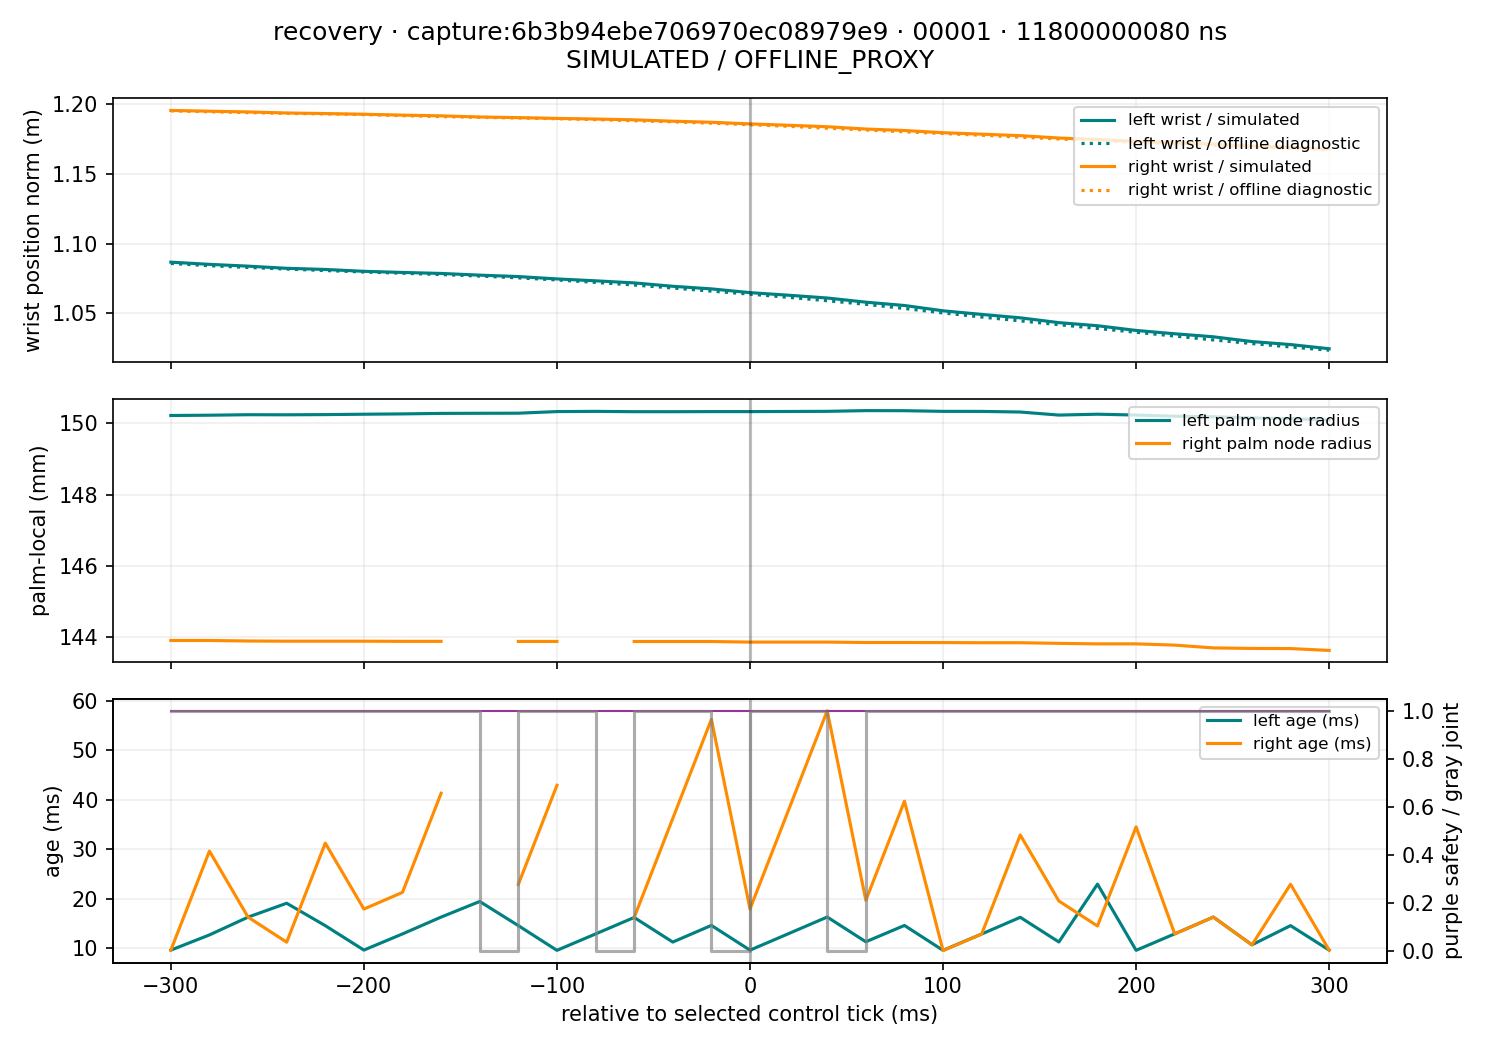 recovery · capture:6b3b94ebe706970ec08979e9 · 00001 · 11800000080 ns
SIMULATED / OFFLINE_PROXY
wrist position norm (m)
1.20
1.15
1.10
1.05
left wrist / simulated
left wrist / offline diagnostic
right wrist / simulated
right wrist / offline diagnostic
palm-local (mm)
150
148
146
144
left palm node radius
right palm node radius
age (ms)
60
50
40
30
20
10
left age (ms)
right age (ms)
1.0
0.8
0.6
0.4
0.2
0.0
purple safety / gray joint
−300
−200
−100
0
100
200
300
relative to selected control tick (ms)